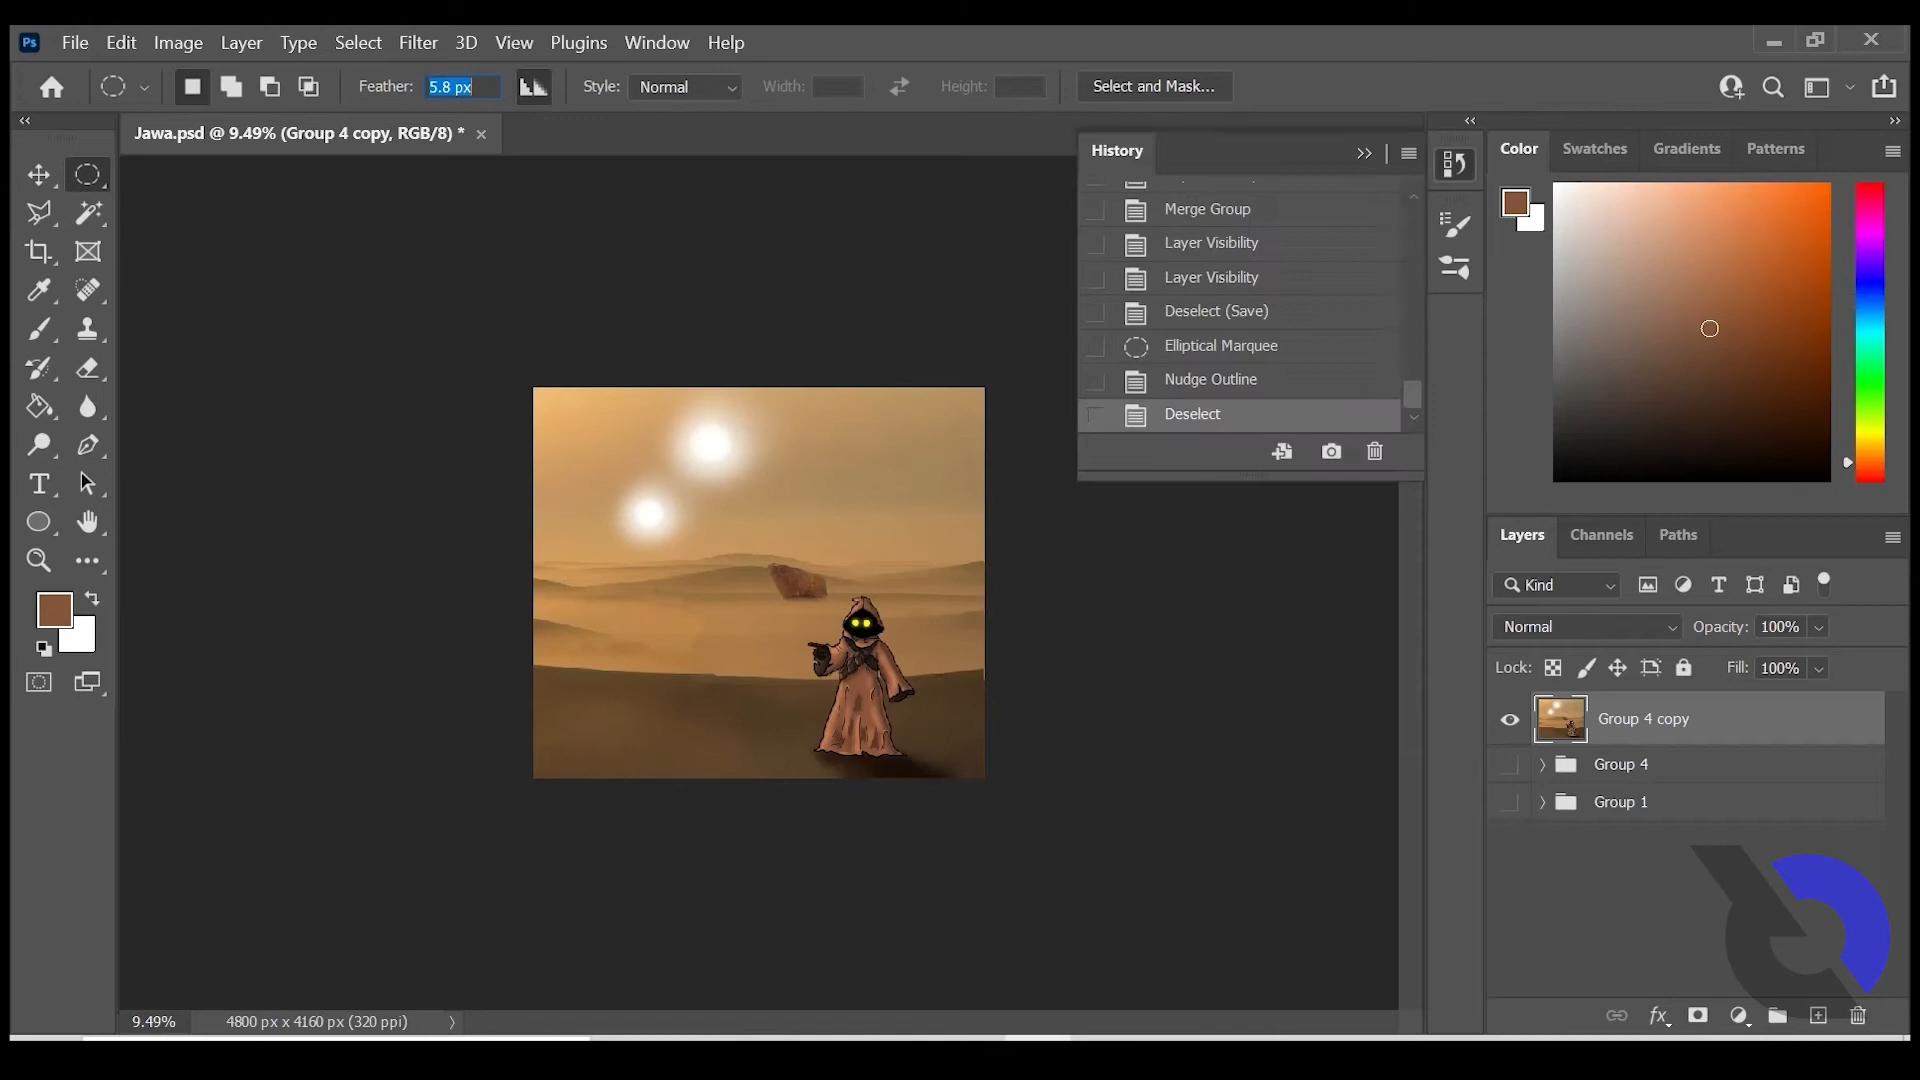 Ps File Edit Image Layer Type Select Filter 3D View Plugins Window Help
Feather: 5.8 px Style: Normal Width: Height: Select and Mask...
Jawa.psd @ 9.49% (Group 4 copy, RGB/8) *
History
Merge Group
Layer Visibility
Layer Visibility
Deselect (Save)
Elliptical Marquee
Nudge Outline
Deselect
Color Swatches Gradients Patterns
Layers Channels Paths
Kind
Normal Opacity: 100%
Lock: Fill: 100%
Group 4 copy
Group 4
Group 1
fx
9.49% 4800 px x 4160 px (320 ppi)